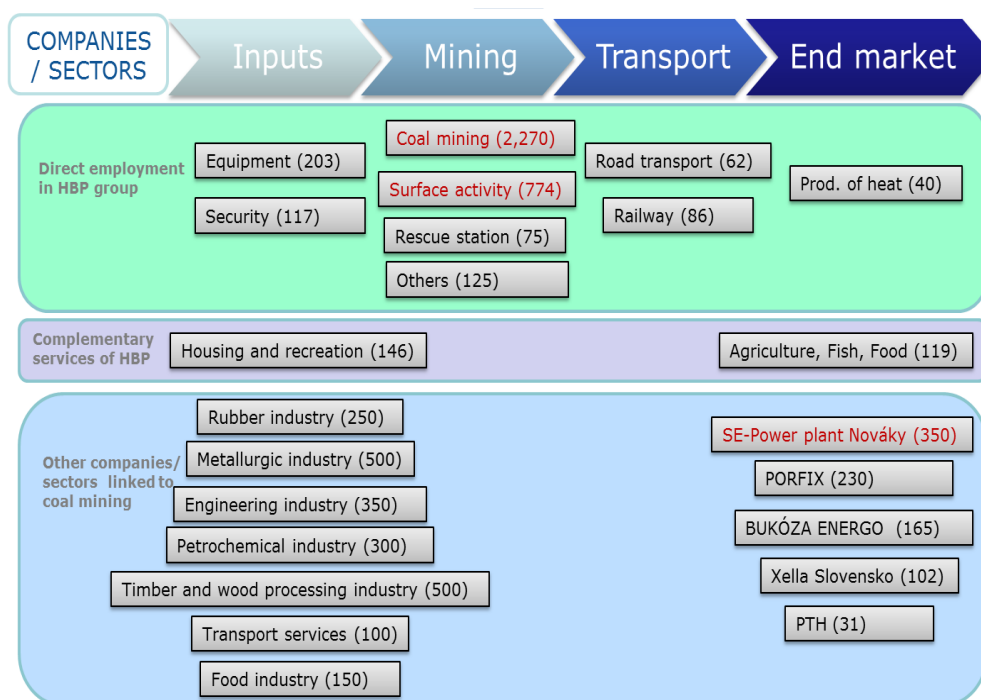 COMPANIES
/ SECTORS
Inputs
Mining
Transport
End market
Direct employment
in HBP group
Equipment (203)
Security (117)
Coal mining (2,270)
Surface activity (774)
Rescue station (75)
Others (125)
Road transport (62)
Railway (86)
Prod. of heat (40)
Complementary
services of HBP
Housing and recreation (146)
Agriculture, Fish, Food (119)
Other companies/
sectors linked to
coal mining
Rubber industry (250)
Metallurgic industry (500)
Engineering industry (350)
Petrochemical industry (300)
Timber and wood processing industry (500)
Transport services (100)
Food industry (150)
SE-Power plant Nováky (350)
PORFIX (230)
BUKÓZA ENERGO (165)
Xella Slovensko (102)
PTH (31)